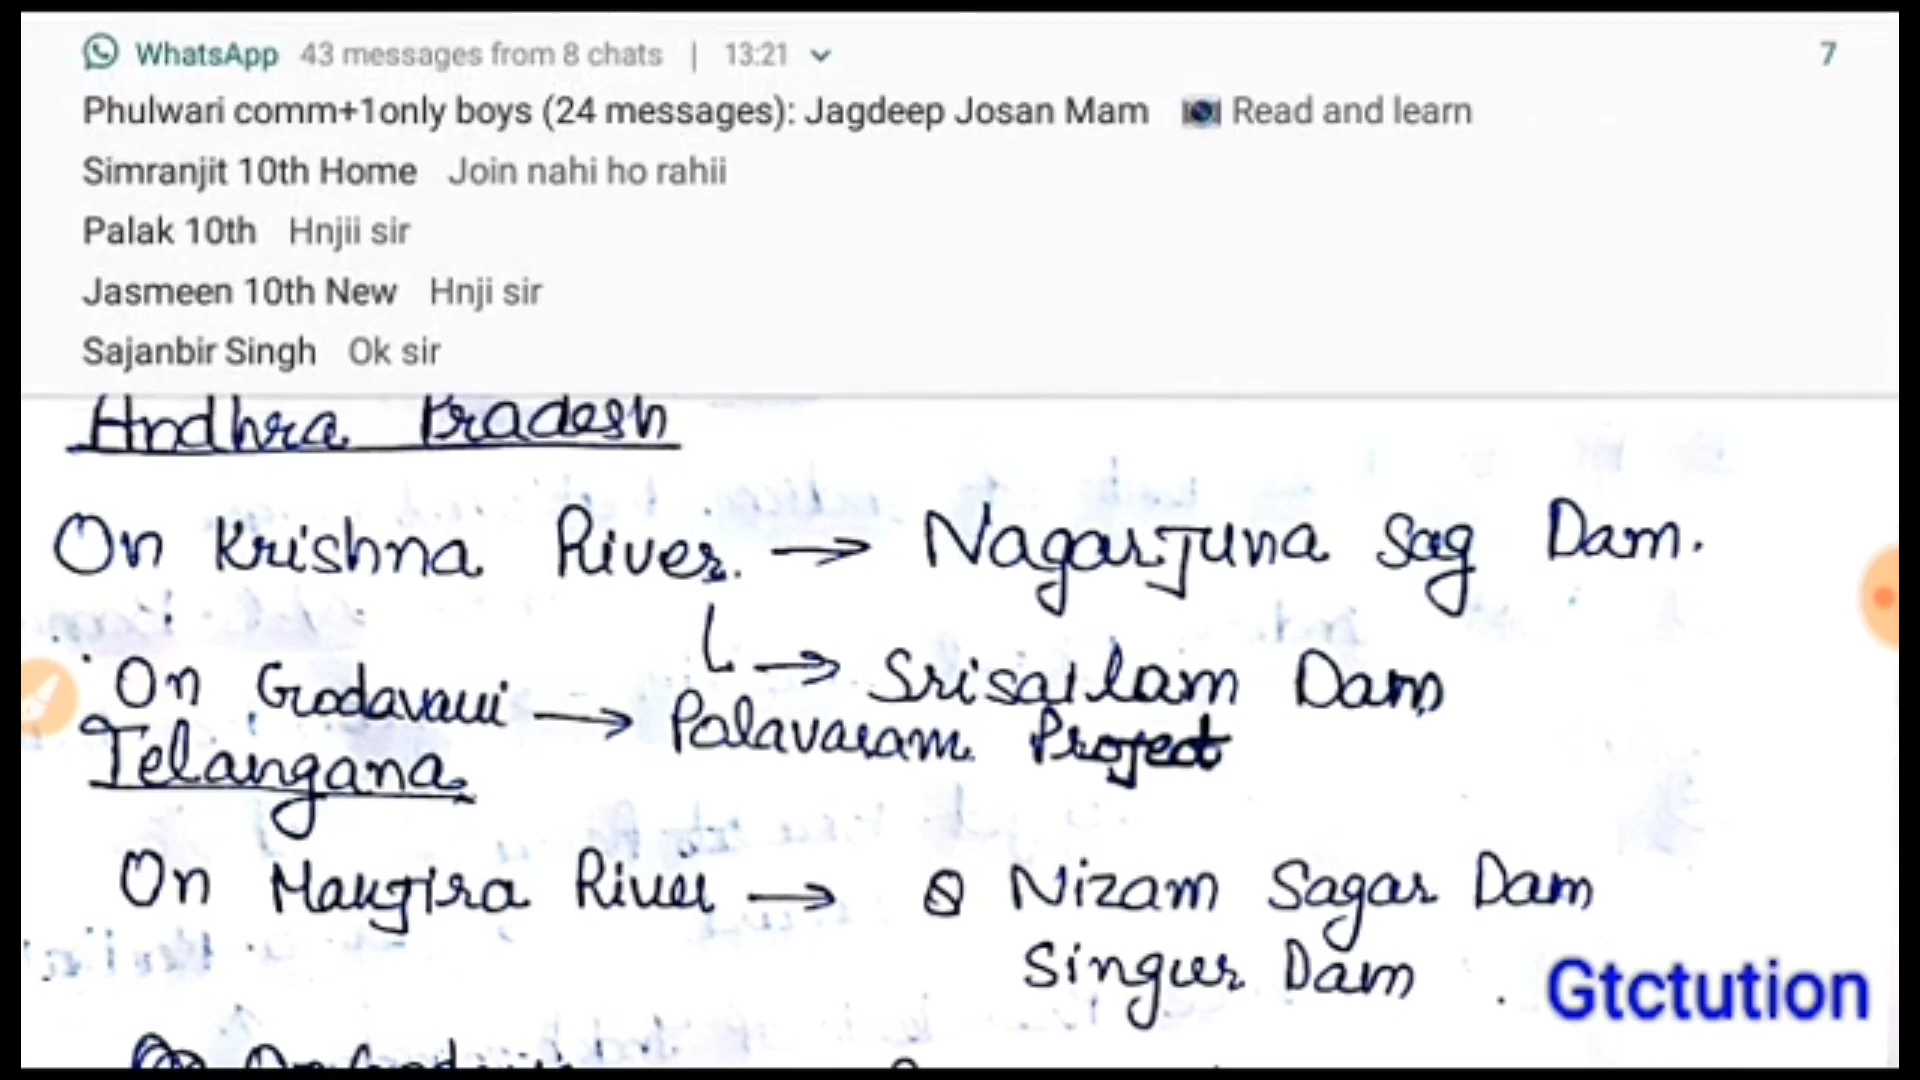 WhatsApp 43 messages from 8 chats | 13:21 7
Phulwari comm+1only boys (24 messages): Jagdeep Josan Mam Read and learn
Simranjit 10th Home Join nahi ho rahii
Palak 10th Hnjii sir
Jasmeen 10th New Hnji sir
Sajanbir Singh Ok sir
Andhra Pradesh
On Krishna River. → Nagarjuna Sag Dam.
→ Srisailam Dam
On Godavari → Palavaram Project
Telangana
On Manjira River → Nizam Sagar Dam
Singur Dam
Gtctution